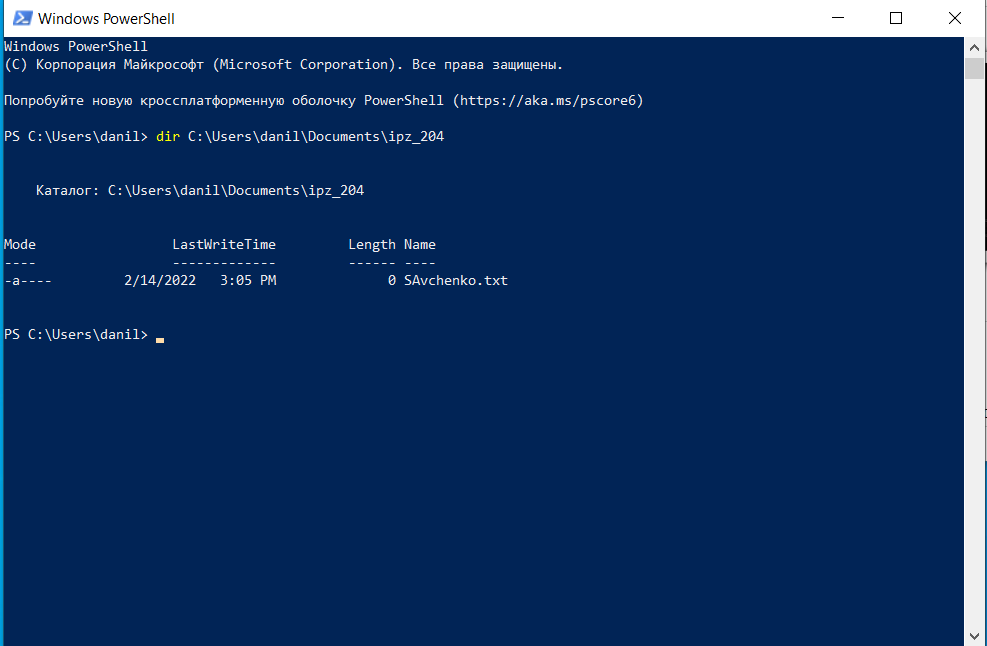 Windows PowerShell
Windows PowerShell
(C) Корпорация Майкрософт (Microsoft Corporation). Все права защищены.
Попробуйте новую кроссплатформенную оболочку PowerShell (https://aka.ms/pscore6)
PS C:\Users\danil> dir C:\Users\danil\Documents\ipz_204
Каталог: C:\Users\danil\Documents\ipz_204
Mode                 LastWriteTime         Length Name
----                 -------------         ------ ----
-a----         2/14/2022   3:05 PM              0 SAvchenko.txt
PS C:\Users\danil>